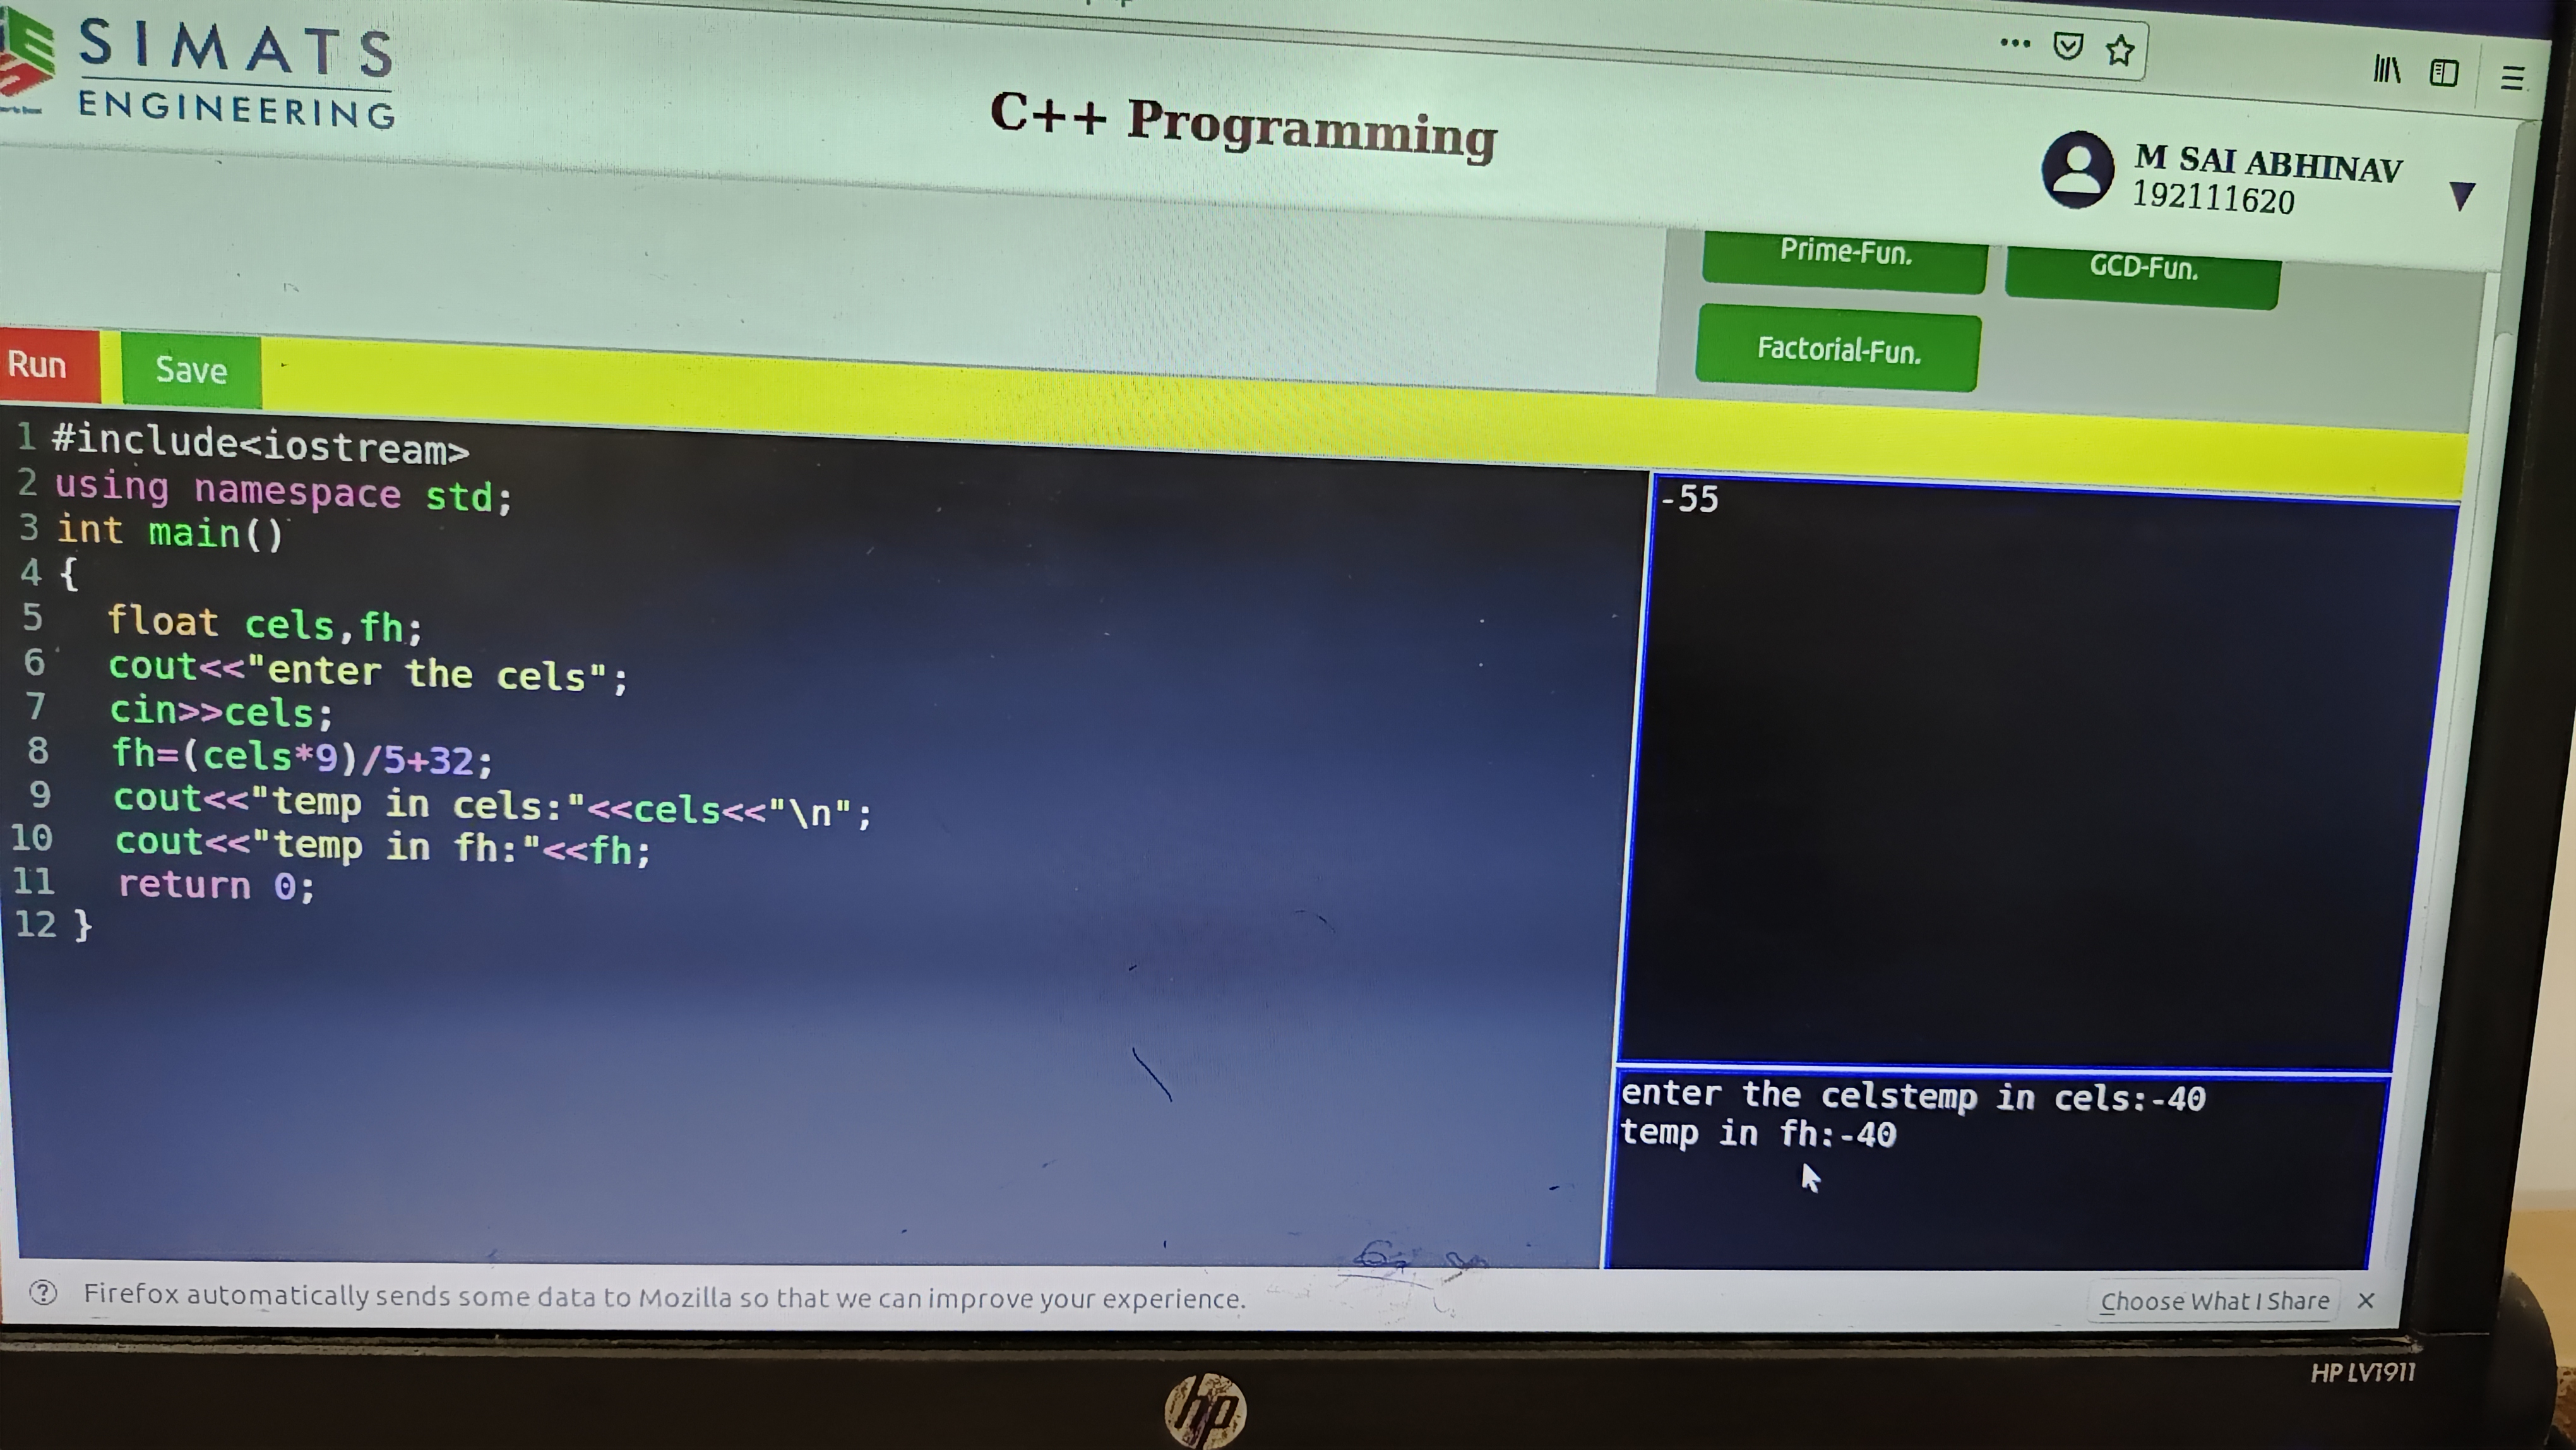 SIMATS
ENGINEERING
C++ Programming
M SAI ABHINAV
192111620
Prime-Fun.
GCD-Fun.
Factorial-Fun.
Run
Save
1 #include<iostream>
2 using namespace std;
3 int main()
4 {
5 float cels,fh;
6 cout<<"enter the cels";
7 cin>>cels;
8 fh=(cels*9)/5+32;
9 cout<<"temp in cels:"<<cels<<"\n";
10 cout<<"temp in fh:"<<fh;
11 return 0;
12 }
-55
enter the celstemp in cels:-40
temp in fh:-40
Firefox automatically sends some data to Mozilla so that we can improve your experience.
Choose What I Share
HP LV1911
hp